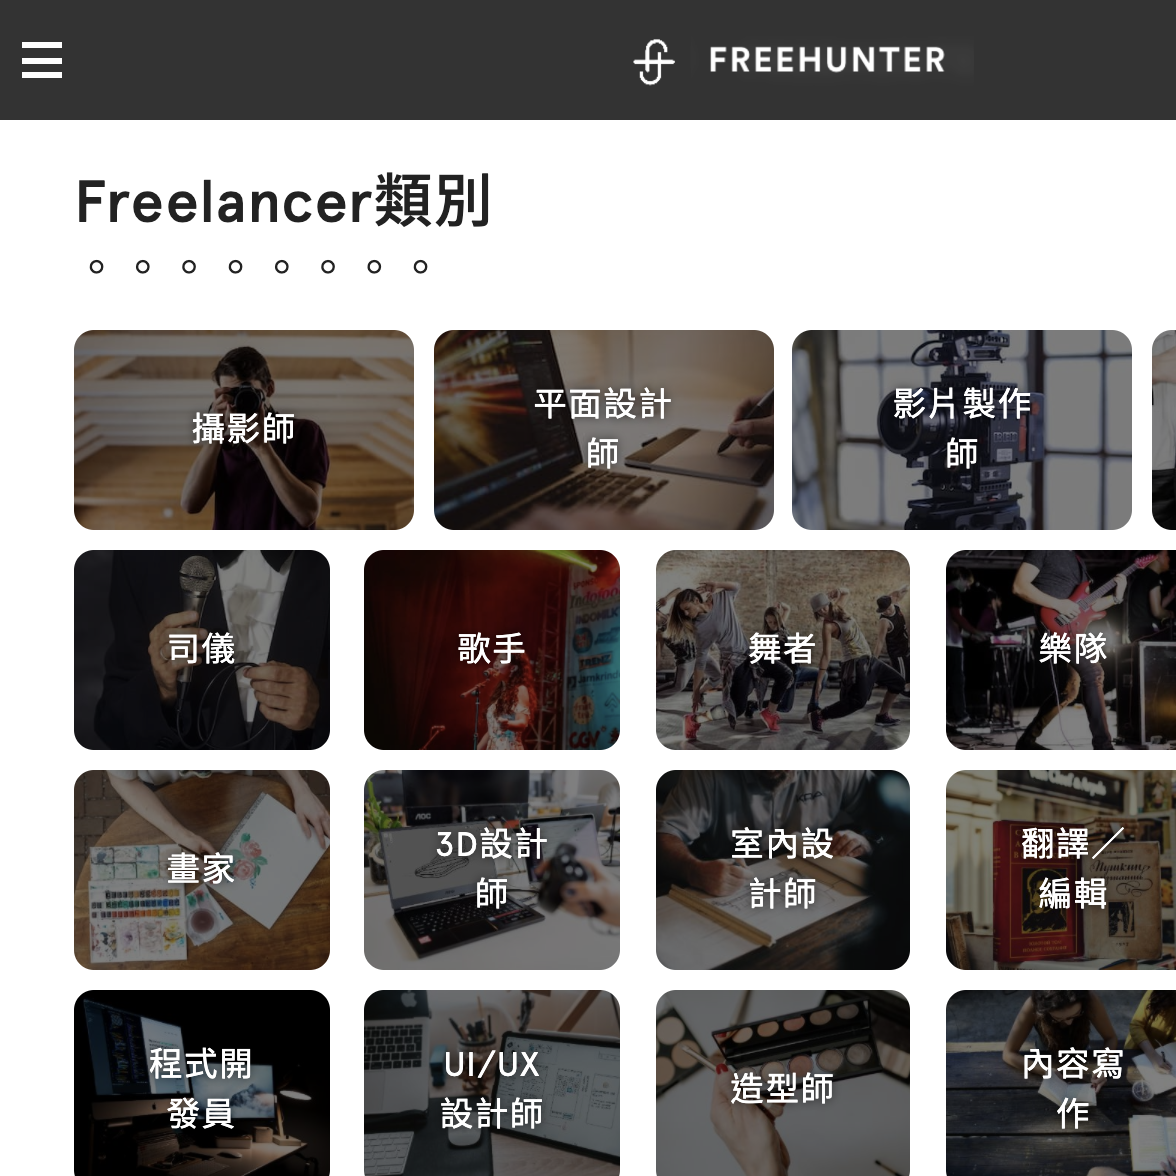 FREEHUNTER
Freelancer類別
攝影師
平面設計
師
影片製作
師
司儀
歌手
舞者
樂隊
畫家
3D設計
師
室內設
計師
翻譯／
編輯
程式開
發員
UI/UX
設計師
造型師
內容寫
作